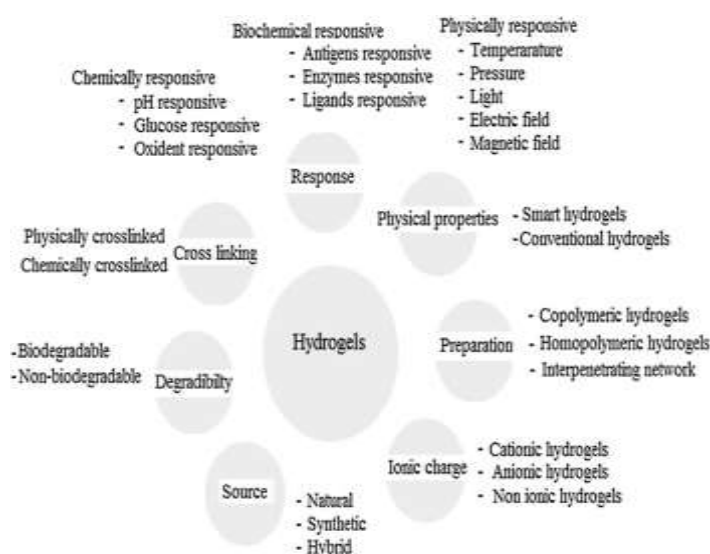 Biochemical responsive
- Antigens responsive
- Enzymes responsive
- Ligands responsive
Physically responsive
- Temperarature
- Pressure
- Light
- Electric field
- Magnetic field
Chemically responsive
- pH responsive
- Glucose responsive
- Oxident responsive
Response
Physical properties
- Smart hydrogels
-Conventional hydrogels
Physically crosslinked
Chemically crosslinked
Cross linking
Hydrogels
Preparation
- Copolymeric hydrogels
- Homopolymeric hydrogels
- Interpenetrating network
-Biodegradable
-Non-biodegradable
Degradibilty
Ionic charge
- Cationic hydrogels
- Anionic hydrogels
- Non ionic hydrogels
Source
- Natural
- Synthetic
- Hybrid